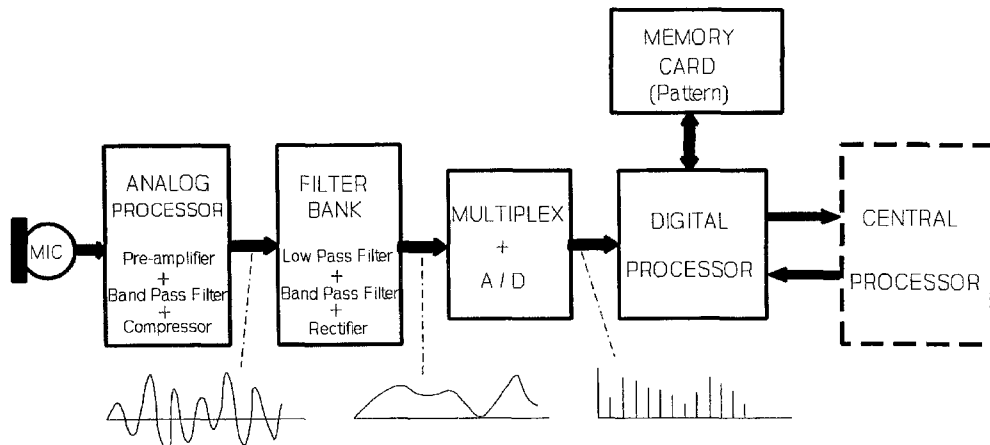 MEMORY
CARD
(Pattern)
MIC
ANALOG
PROCESSOR
Pre-amplifier
+
Band Pass Filter
+
Compressor
FILTER
BANK
Low Pass Filter
+
Band Pass Filter
+
Rectifier
MULTIPLEX
+
A / D
DIGITAL
PROCESSOR
CENTRAL
PROCESSOR